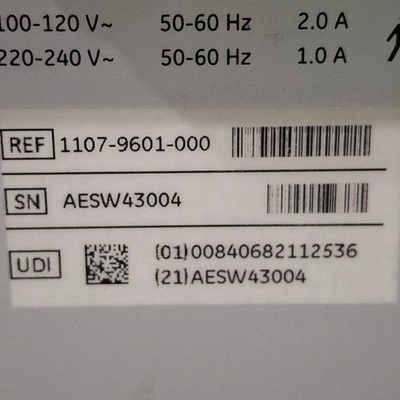 100-120 V~ 50-60 Hz 2.0 A
220-240 V~ 50-60 Hz 1.0 A
REF 1107-9601-000
SN AESW43004
UDI (01)00840682112536
(21)AESW43004